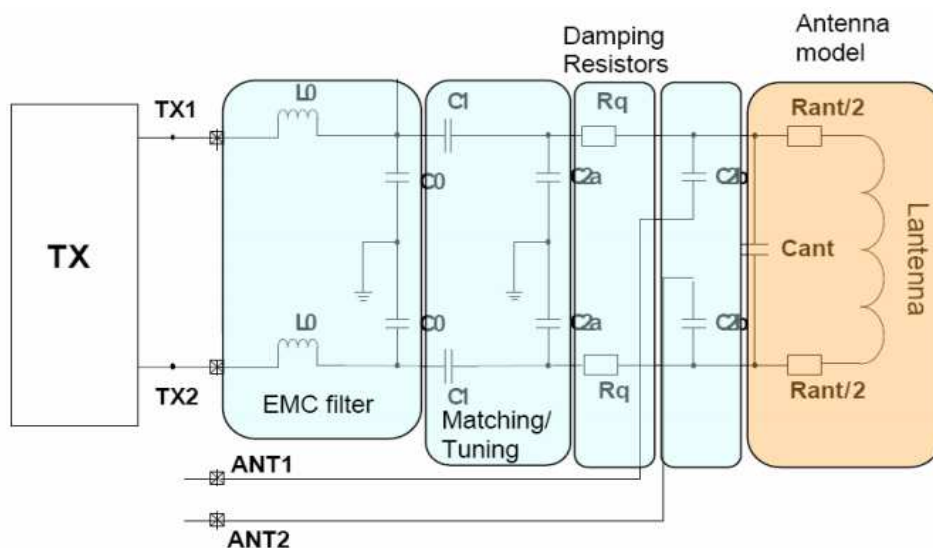 Antenna
model
Damping
Resistors
L0
C1
Rq
Rant/2
TX1
C0
C2a
C2b
TX
Cant
Lantenna
L0
C0
C2a
C2b
TX2
C1
Rq
Rant/2
EMC filter
Matching/
Tuning
ANT1
ANT2